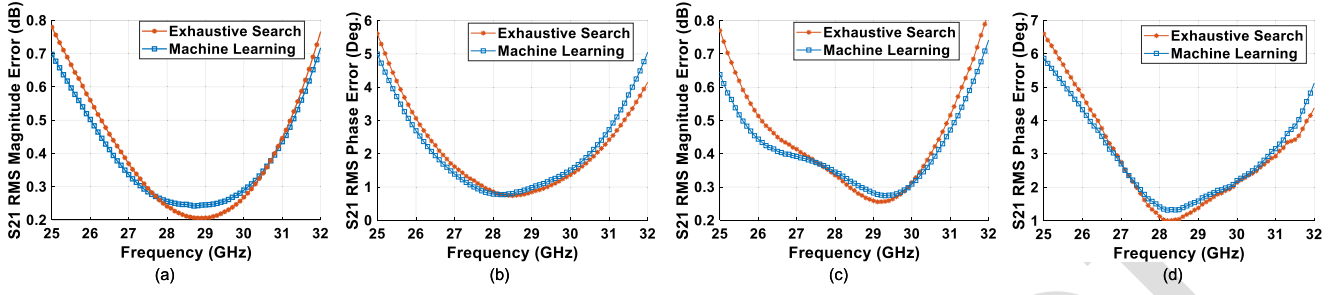 S21 RMS Magnitude Error (dB)
0.8
0.7
0.6
0.5
0.4
0.3
0.2
Exhaustive Search
Machine Learning
25 26 27 28 29 30 31 32
Frequency (GHz)
(a)
S21 RMS Phase Error (Deg.)
6
5
4
3
2
1
0
Exhaustive Search
Machine Learning
25 26 27 28 29 30 31 32
Frequency (GHz)
(b)
S21 RMS Magnitude Error (dB)
0.8
0.7
0.6
0.5
0.4
0.3
0.2
Exhaustive Search
Machine Learning
25 26 27 28 29 30 31 32
Frequency (GHz)
(c)
S21 RMS Phase Error (Deg.)
7
6
5
4
3
2
1
Exhaustive Search
Machine Learning
25 26 27 28 29 30 31 32
Frequency (GHz)
(d)